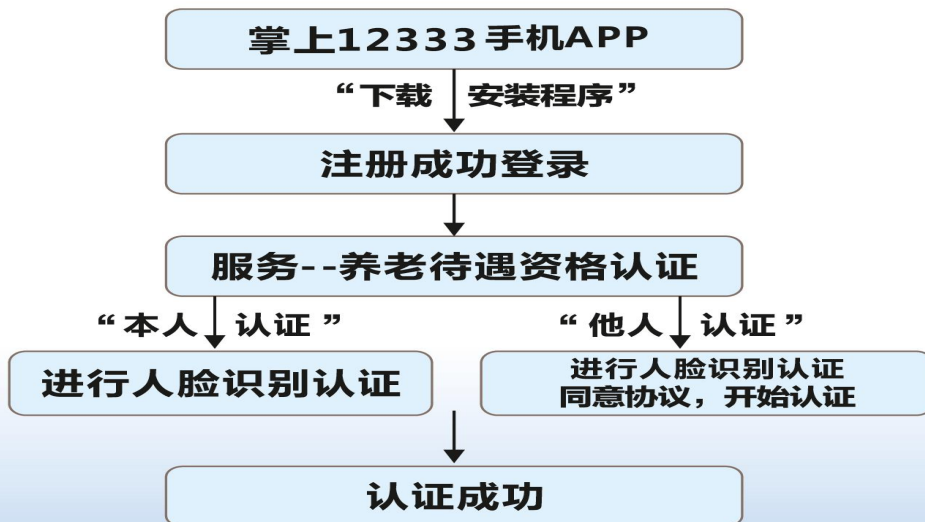 掌上12333手机APP
“下载 安装程序”
注册成功登录
服务--养老待遇资格认证
“本人 认证” “他人 认证”
进行人脸识别认证
进行人脸识别认证
同意协议，开始认证
认证成功